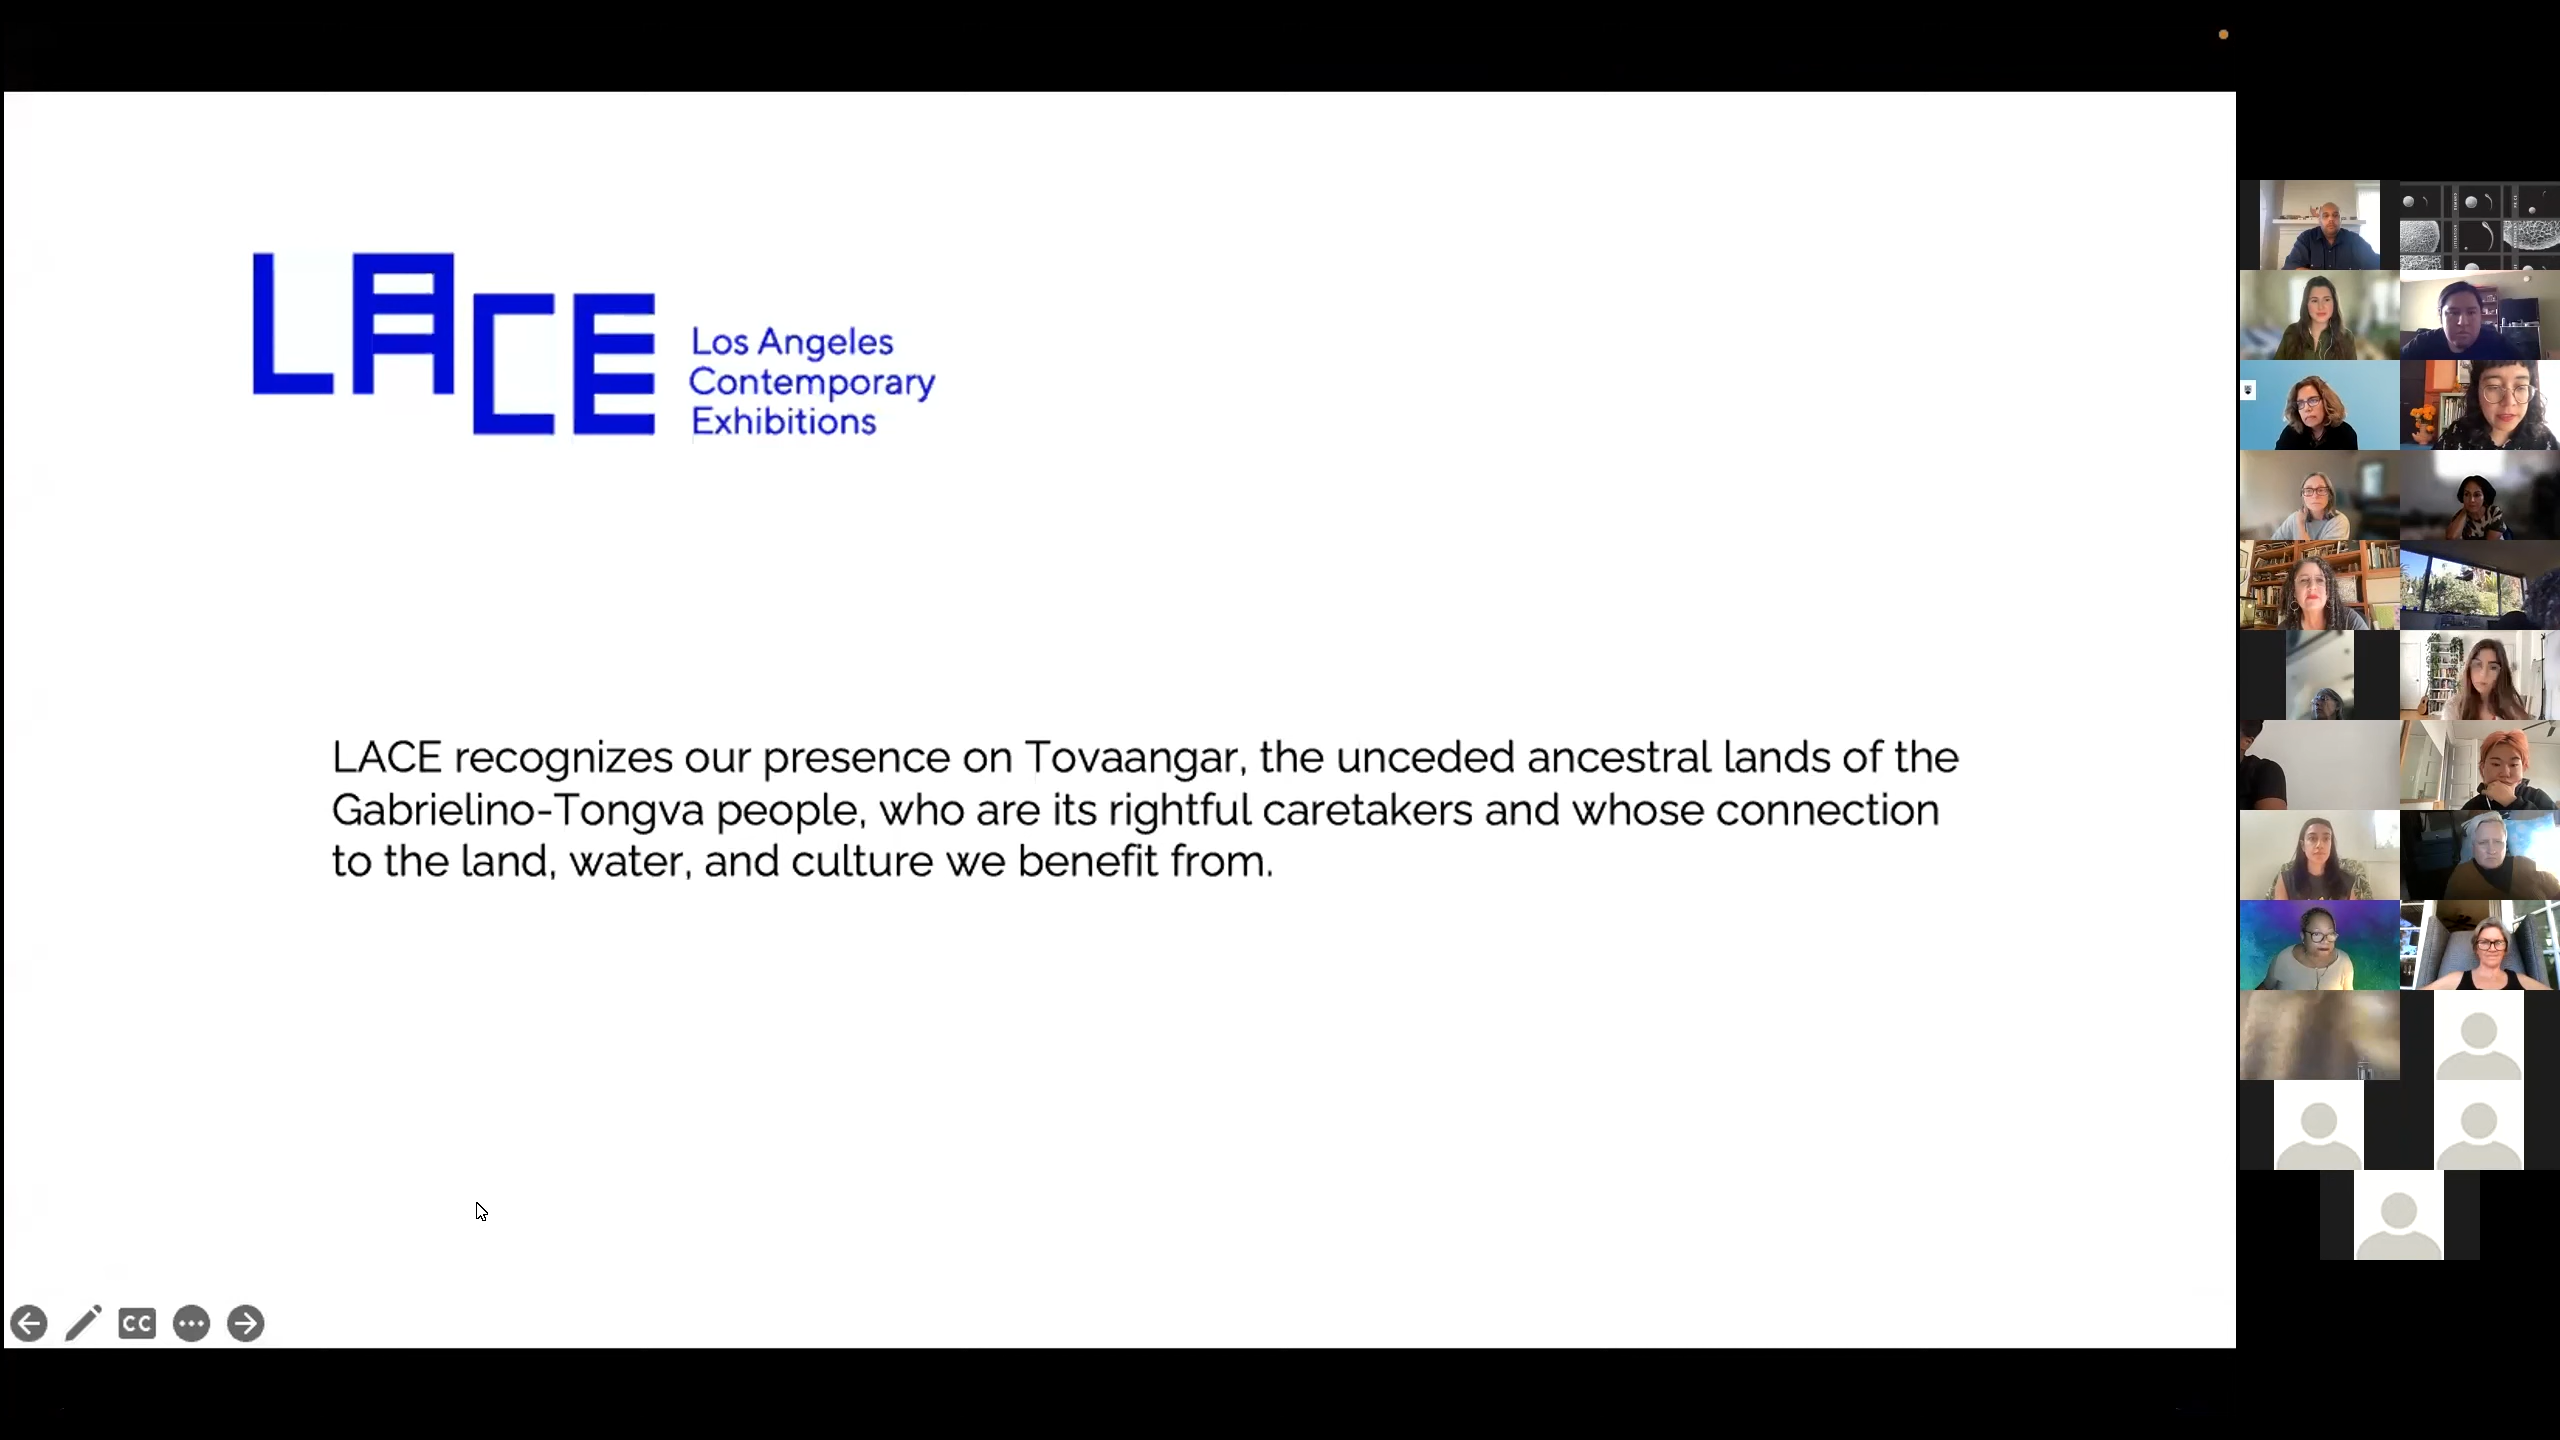 LACE
Los Angeles
Contemporary
Exhibitions
LACE recognizes our presence on Tovaangar, the unceded ancestral lands of the
Gabrielino-Tongva people, who are its rightful caretakers and whose connection
to the land, water, and culture we benefit from.
CC